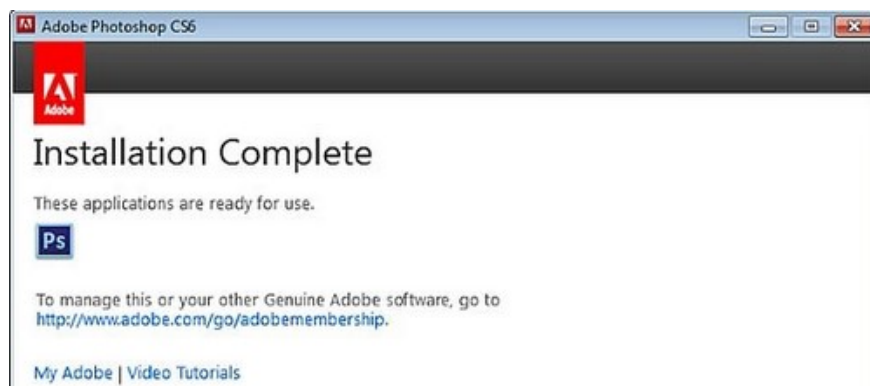 Adobe Photoshop CS6
Adobe
Installation Complete
These applications are ready for use.
Ps
To manage this or your other Genuine Adobe software, go to
http://www.adobe.com/go/adobemembership.
My Adobe | Video Tutorials